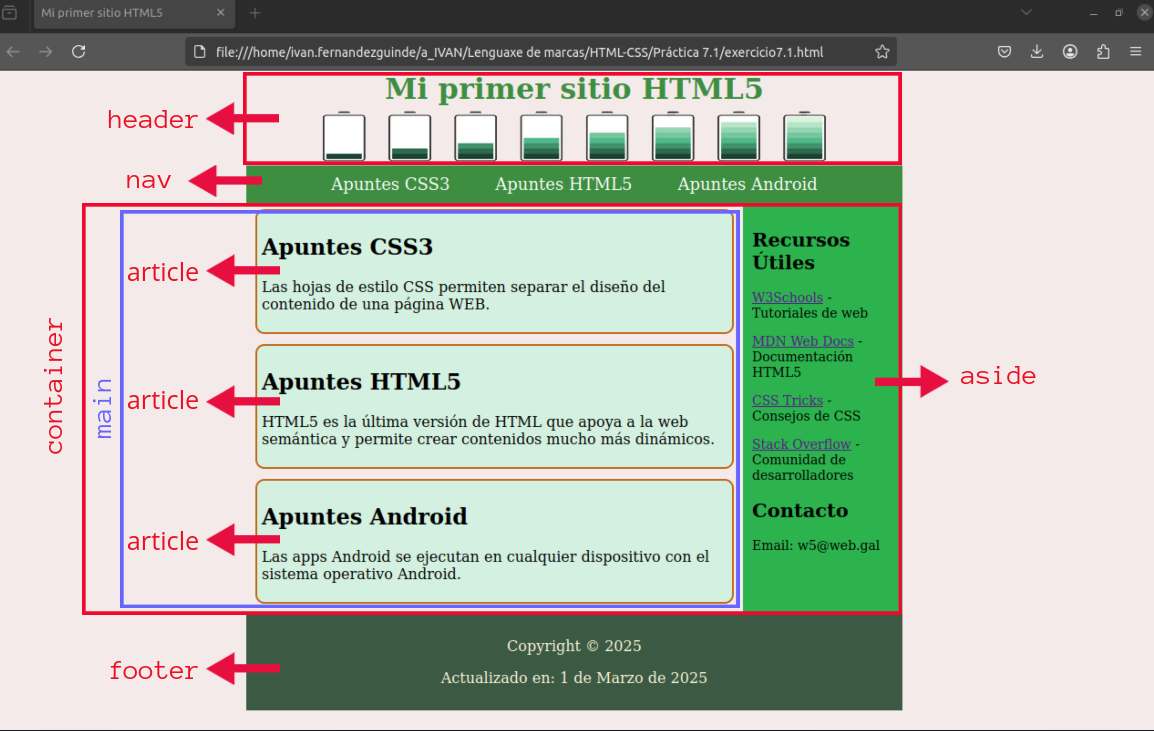 Mi primer sitio HTML5
file:///home/ivan.fernandezguinde/a_IVAN/Lenguaxe de marcas/HTML-CSS/Práctica 7.1/exercicio7.1.html
Mi primer sitio HTML5
header
nav
Apuntes CSS3 Apuntes HTML5 Apuntes Android
container
main
article
Apuntes CSS3
Las hojas de estilo CSS permiten separar el diseño del
contenido de una página WEB.
article
Apuntes HTML5
HTML5 es la última versión de HTML que apoya a la web
semántica y permite crear contenidos mucho más dinámicos.
article
Apuntes Android
Las apps Android se ejecutan en cualquier dispositivo con el
sistema operativo Android.
Recursos
Útiles
W3Schools -
Tutoriales de web
MDN Web Docs -
Documentación
HTML5
CSS Tricks -
Consejos de CSS
Stack Overflow -
Comunidad de
desarrolladores
Contacto
Email: w5@web.gal
aside
footer
Copyright © 2025
Actualizado en: 1 de Marzo de 2025